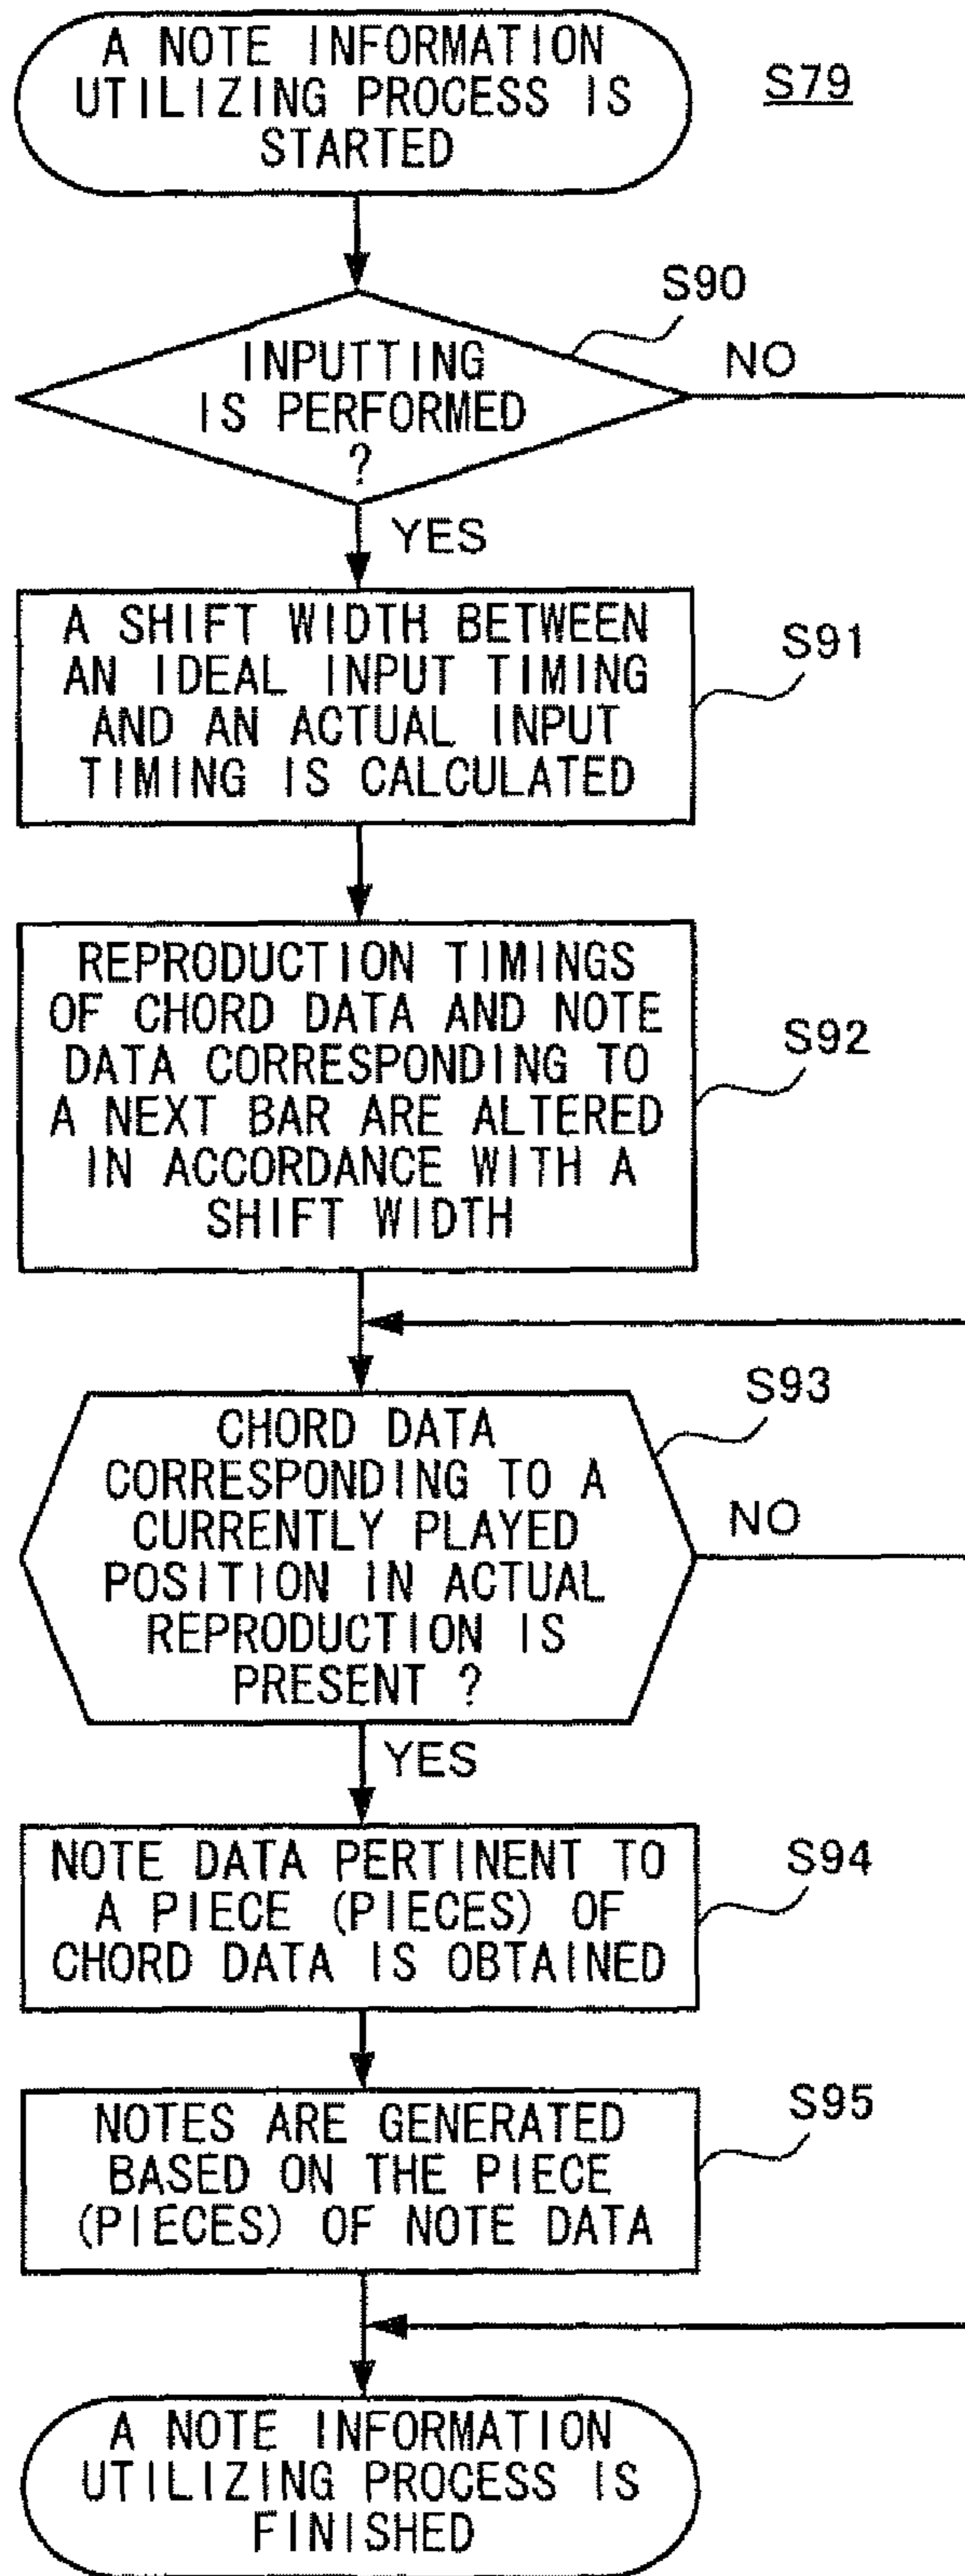 A NOTE INFORMATION
UTILIZING PROCESS IS
STARTED
S79
S90
INPUTTING
IS PERFORMED
?
NO
YES
A SHIFT WIDTH BETWEEN
AN IDEAL INPUT TIMING
AND AN ACTUAL INPUT
TIMING IS CALCULATED
S91
REPRODUCTION TIMINGS
OF CHORD DATA AND NOTE
DATA CORRESPONDING TO
A NEXT BAR ARE ALTERED
IN ACCORDANCE WITH A
SHIFT WIDTH
S92
S93
CHORD DATA
CORRESPONDING TO A
CURRENTLY PLAYED
POSITION IN ACTUAL
REPRODUCTION IS
PRESENT ?
NO
YES
NOTE DATA PERTINENT TO
A PIECE (PIECES) OF
CHORD DATA IS OBTAINED
S94
NOTES ARE GENERATED
BASED ON THE PIECE
(PIECES) OF NOTE DATA
S95
A NOTE INFORMATION
UTILIZING PROCESS IS
FINISHED